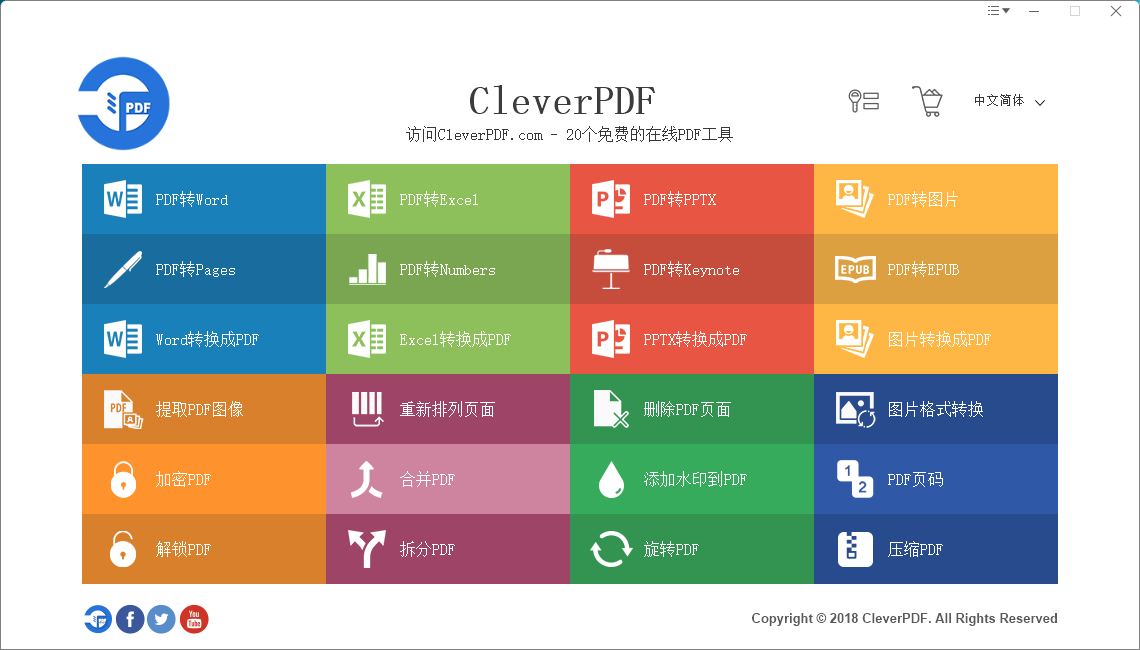 PDF
CleverPDF
访问CleverPDF.com - 20个免费的在线PDF工具
中文简体
W PDF转Word
X PDF转Excel
P PDF转PPTX
PDF转图片
PDF转Pages
PDF转Numbers
PDF转Keynote
EPUB PDF转EPUB
W Word转换成PDF
X Excel转换成PDF
P PPTX转换成PDF
图片转换成PDF
PDF 提取PDF图像
重新排列页面
删除PDF页面
图片格式转换
加密PDF
合并PDF
添加水印到PDF
1 2 PDF页码
解锁PDF
拆分PDF
旋转PDF
压缩PDF
f
You Tube
Copyright © 2018 CleverPDF. All Rights Reserved